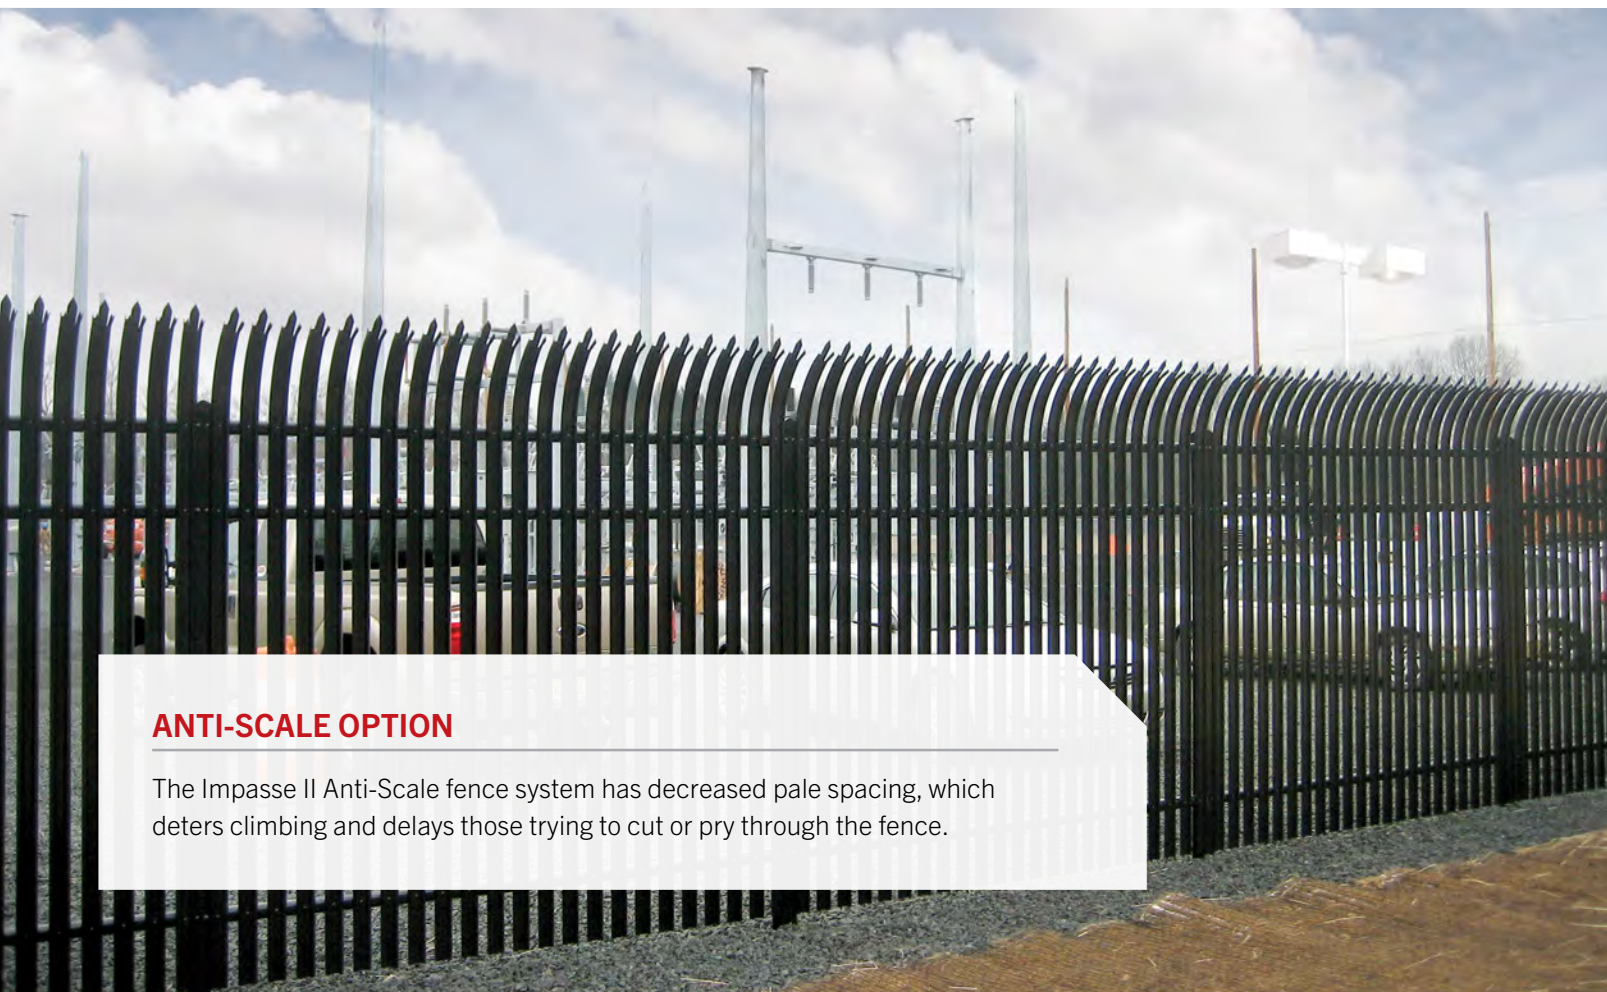 ANTI-SCALE OPTION
The Impasse II Anti-Scale fence system has decreased pale spacing, which
deters climbing and delays those trying to cut or pry through the fence.